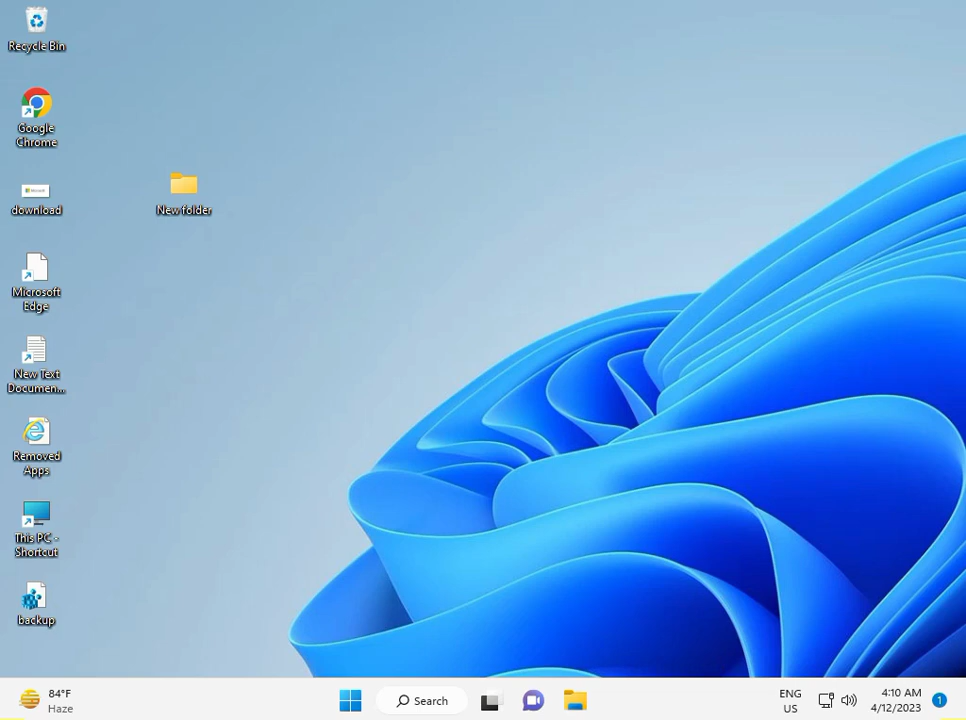 Recycle Bin
Google
Chrome
download
New folder
Microsoft
Edge
New Text
Documen...
Removed
Apps
This PC -
Shortcut
backup
84°F
Haze
Search
ENG
US
4:10 AM
4/12/2023
1